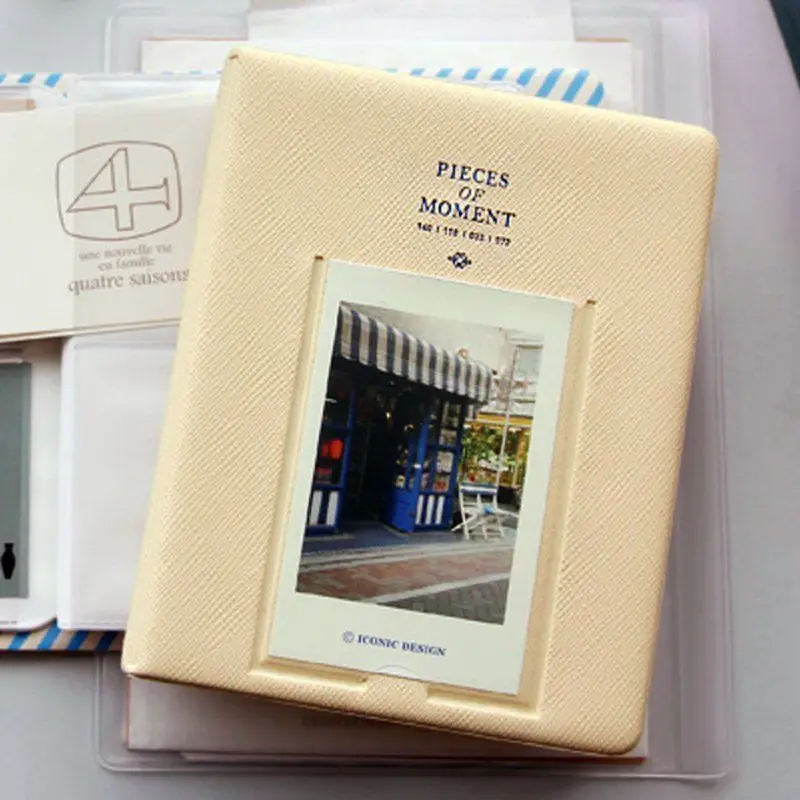 PIECES
OF
MOMENT
4
une nouvelle vie
en famille
quatre saisons
© ICONIC DESIGN